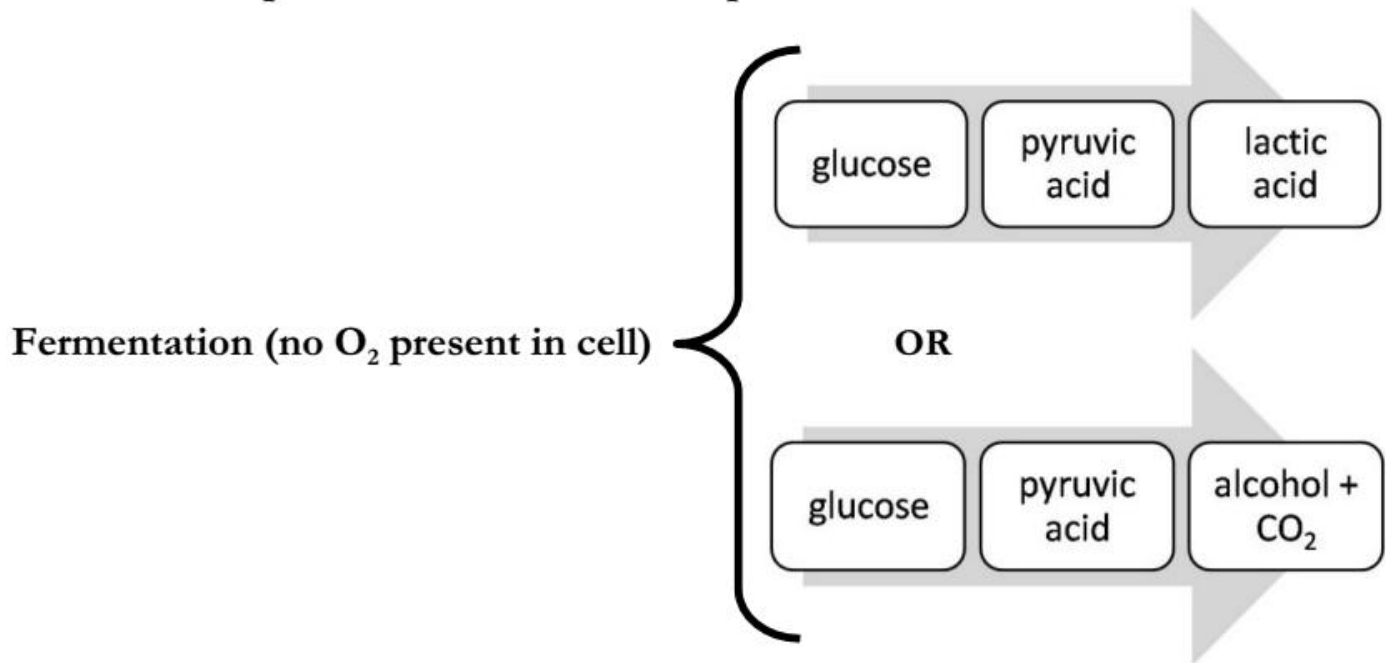 glucose
pyruvic
acid
lactic
acid
Fermentation (no O₂ present in cell)
OR
glucose
pyruvic
acid
alcohol +
CO₂